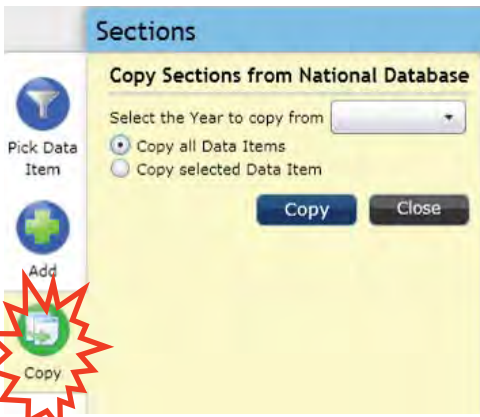 Sections
Copy Sections from National Database
Select the Year to copy from
Copy all Data Items
Copy selected Data Item
Copy
Close
Pick Data
Item
Add
Copy